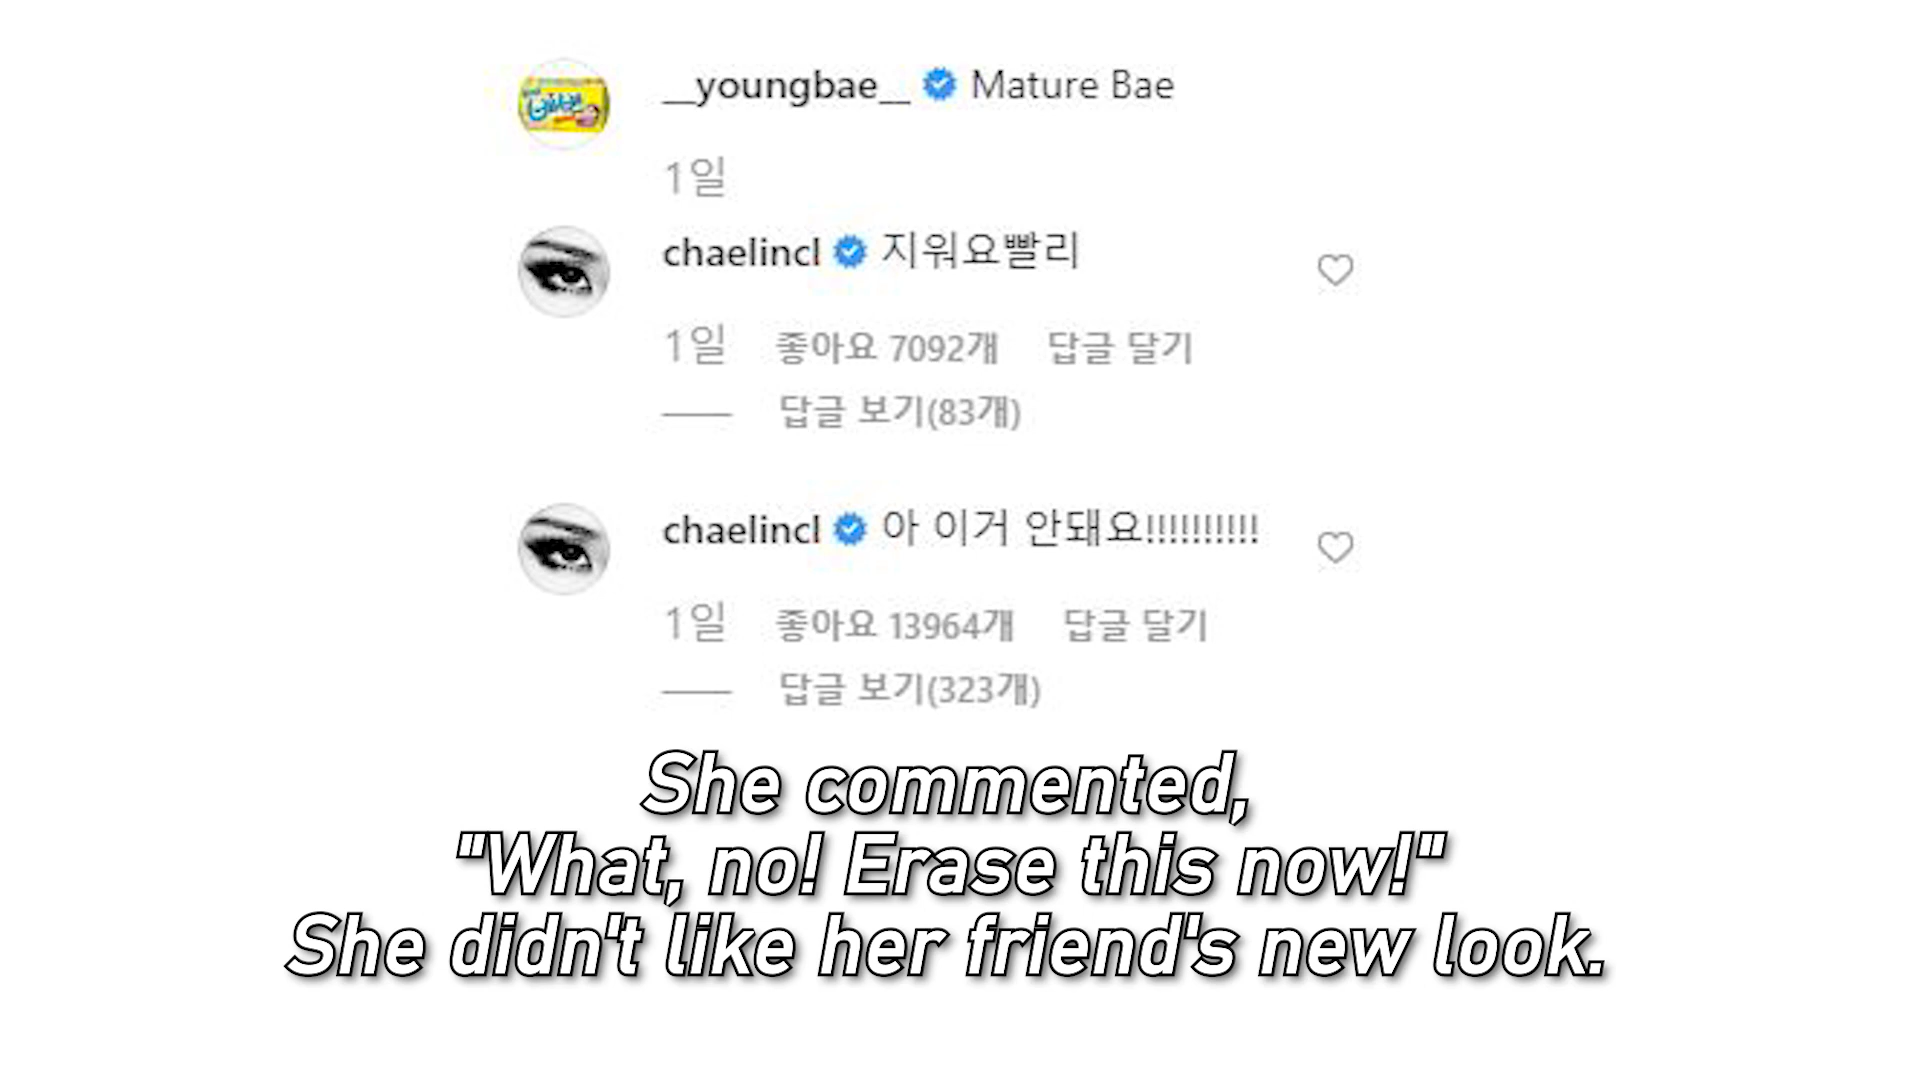 __youngbae__ Mature Bae
1일
chaelincl 지워요빨리
1일 좋아요 7092개 답글 달기
답글 보기(83개)
chaelincl 아 이거 안돼요!!!!!!!!!!
1일 좋아요 13964개 답글 달기
답글 보기(323개)
She commented,
"What, no! Erase this now!"
She didn't like her friend's new look.